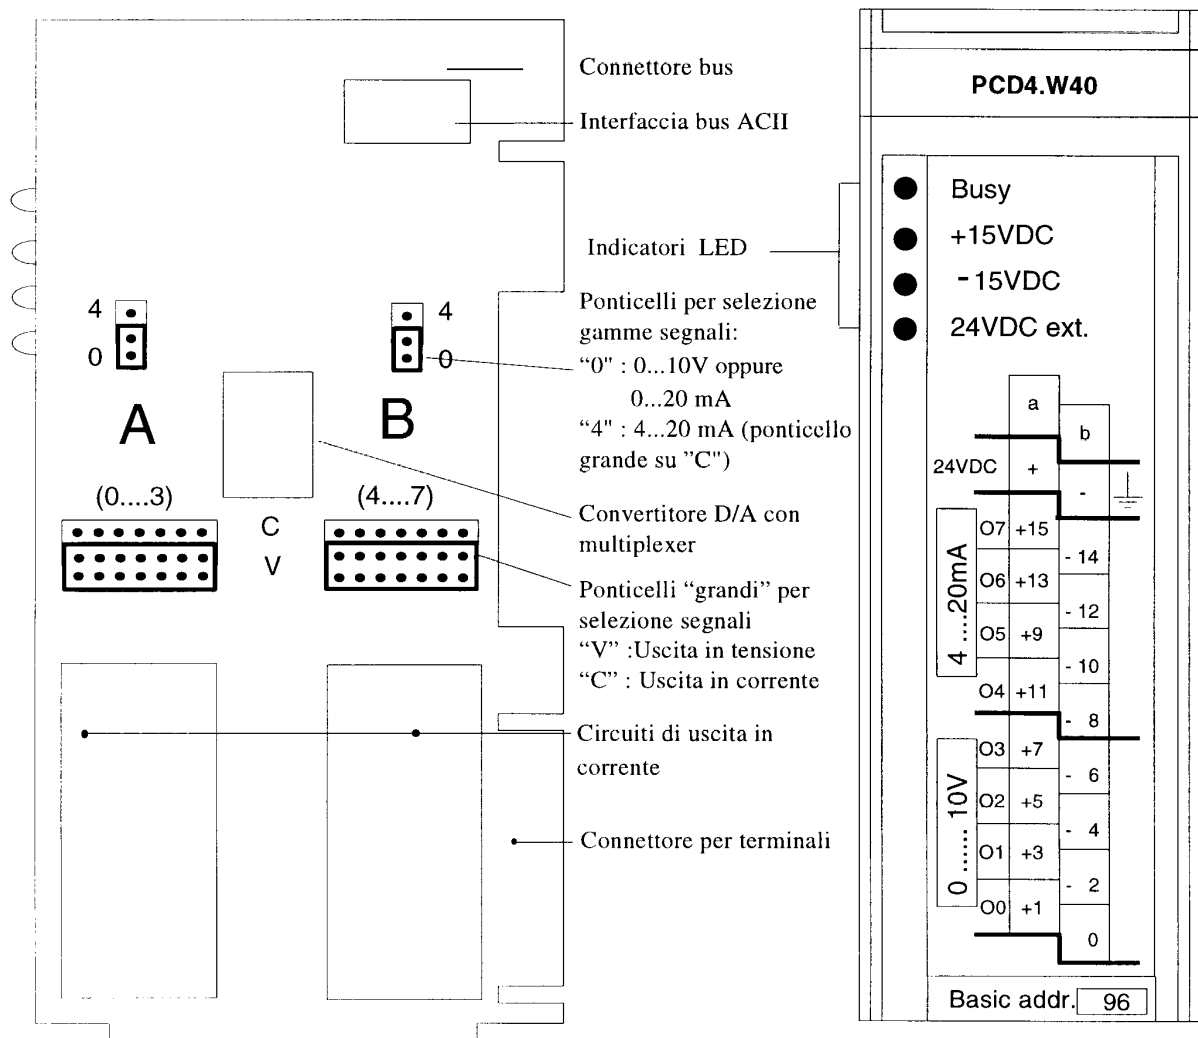 Connettore bus
Interfaccia bus ACII
Indicatori LED
Ponticelli per selezione
gamme segnali:
“0" : 0...10V oppure
0...20 mA
“4" : 4...20 mA (ponticello
grande su ”C")
Convertitore D/A con
multiplexer
Ponticelli “grandi” per
selezione segnali
“V” :Uscita in tensione
“C” : Uscita in corrente
Circuiti di uscita in
corrente
Connettore per terminali
4
0
A
(0....3)
4
0
B
(4....7)
C
V
PCD4.W40
Busy
+15VDC
-15VDC
24VDC ext.
a
b
24VDC +
-
4 ....20mA
O7 +15
- 14
O6 +13
- 12
O5 +9
- 10
O4 +11
- 8
0 ...... 10V
O3 +7
- 6
O2 +5
- 4
O1 +3
- 2
O0 +1
0
Basic addr. 96